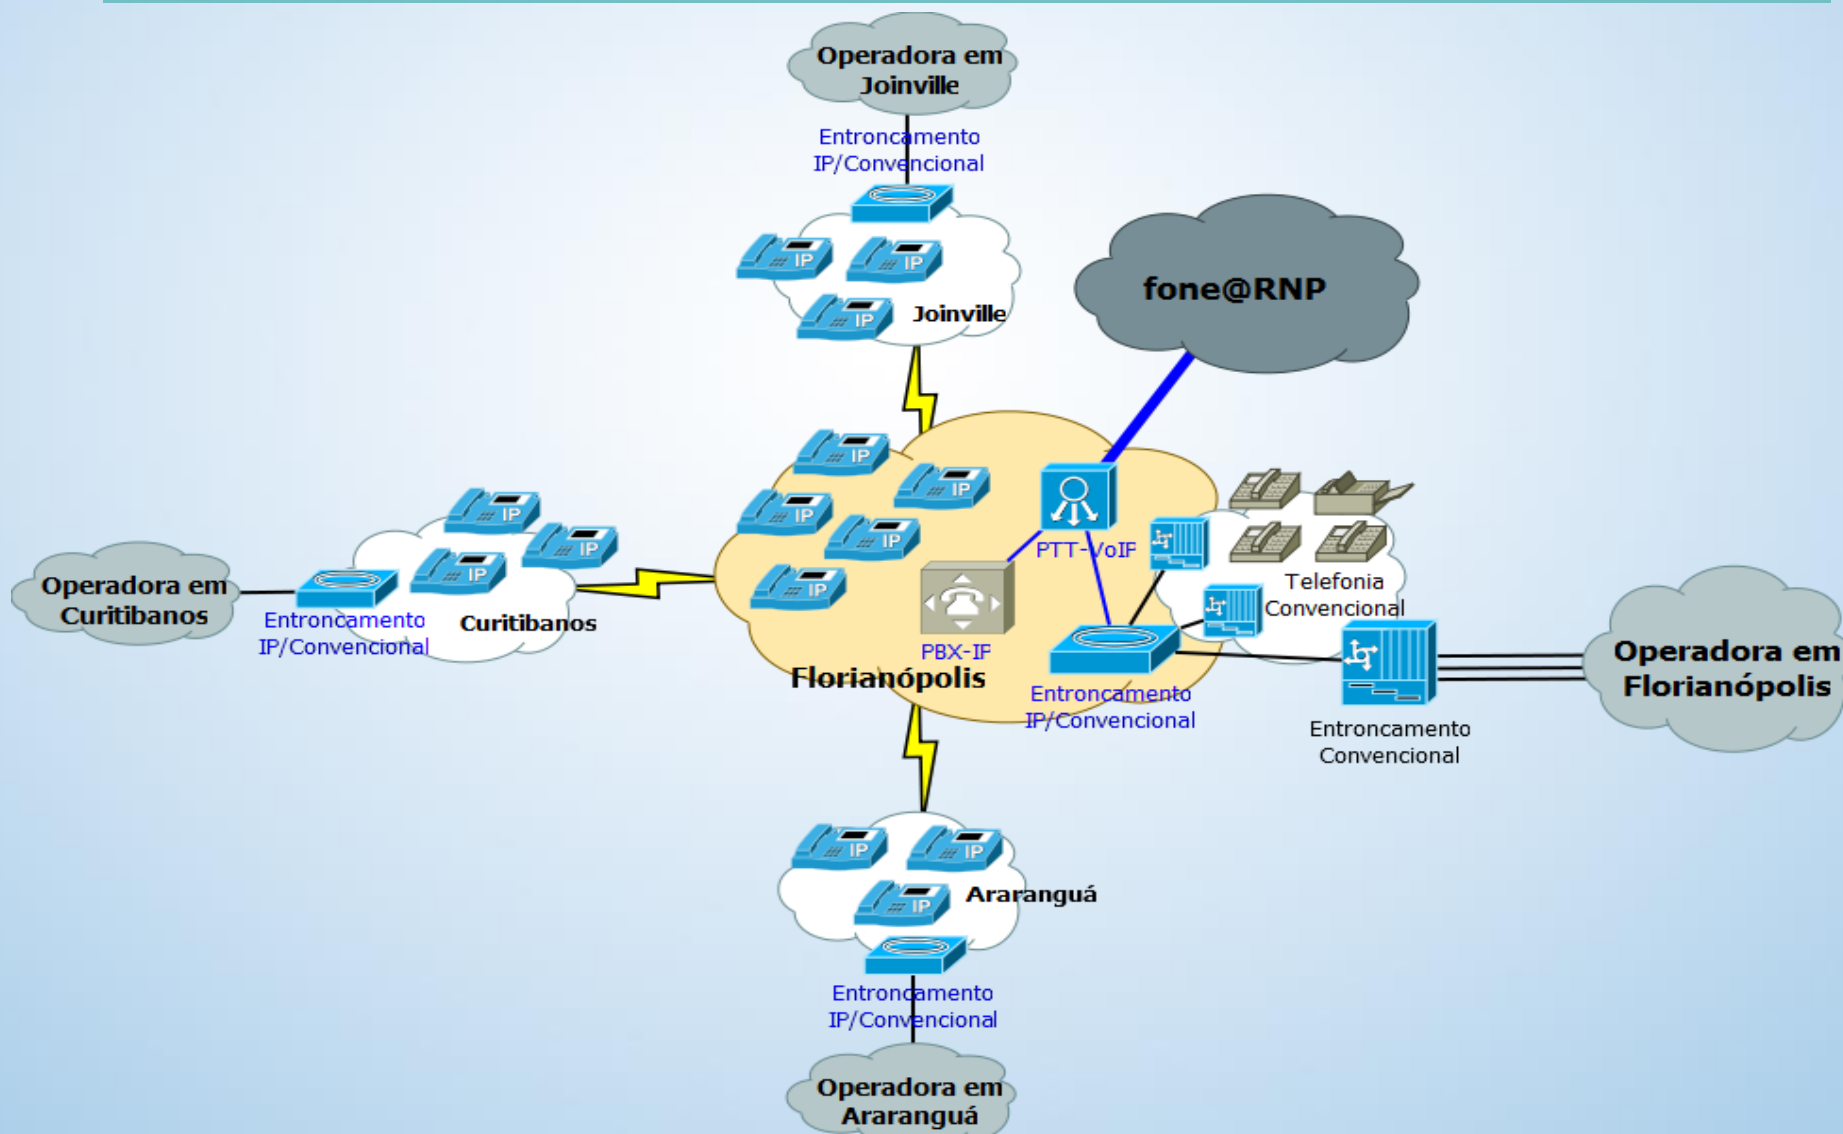 Operadora em
Joinville
Entroncamento
IP/Convencional
IP
IP
IP
Joinville
fone@RNP
IP
IP
IP
IP
IP
PTT-VoIF
PBX-IF
Florianópolis
Entroncamento
IP/Convencional
Telefonia
Convencional
Entroncamento
Convencional
Operadora em
Florianópolis
IP
IP
IP
Curitibanos
Entroncamento
IP/Convencional
Operadora em
Curitibanos
IP
IP
IP
Araranguá
Entroncamento
IP/Convencional
Operadora em
Araranguá